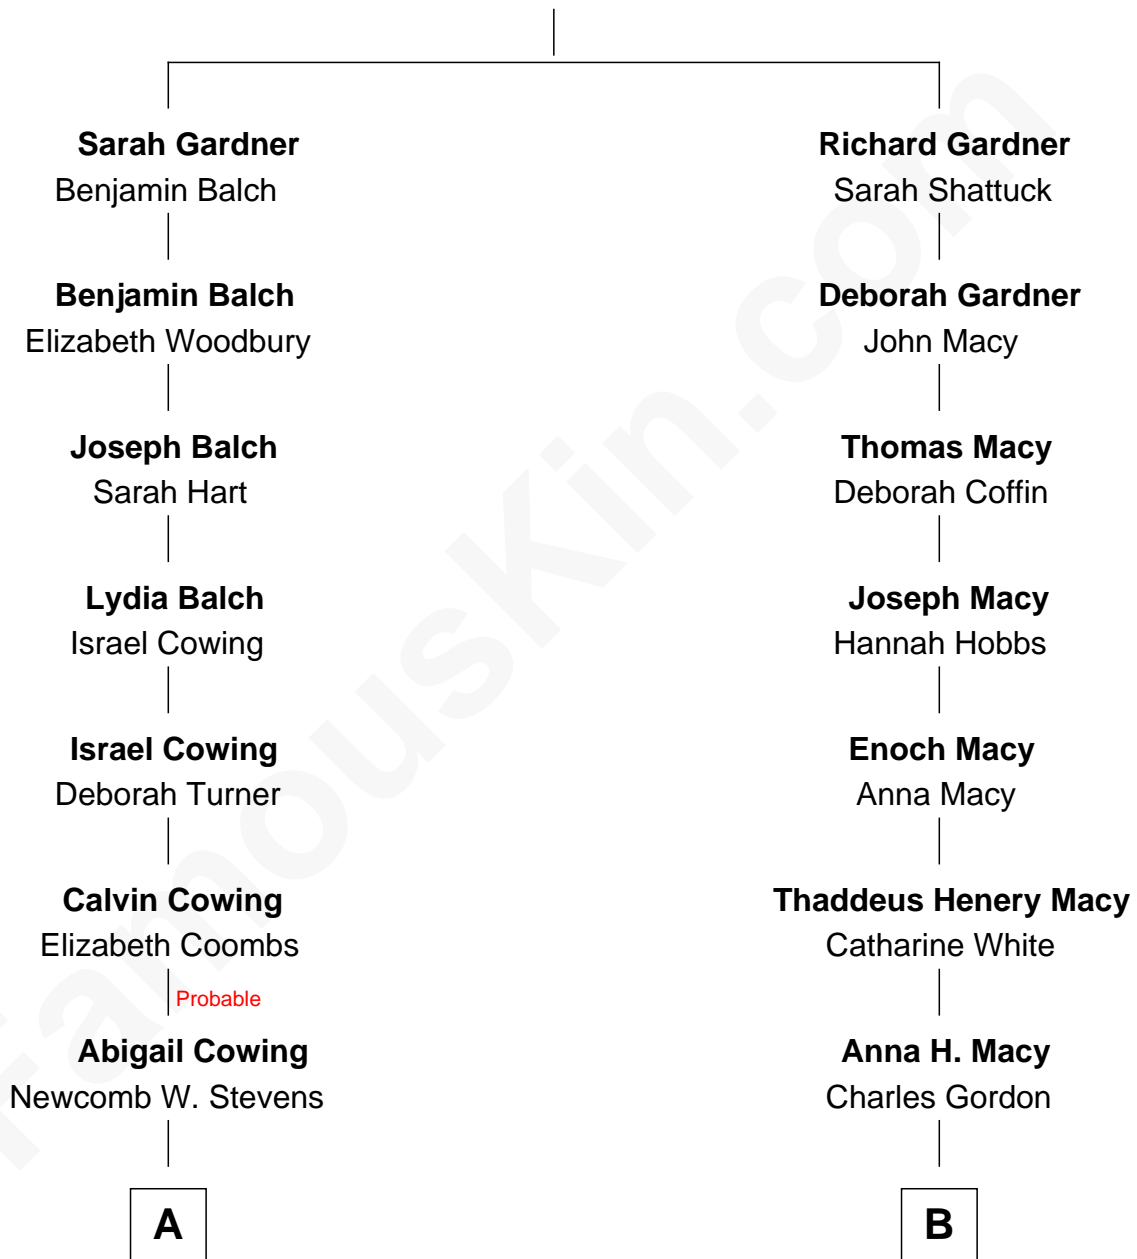 Sarah Gardner
Benjamin Balch
Benjamin Balch
Elizabeth Woodbury
Joseph Balch
Sarah Hart
Lydia Balch
Israel Cowing
Israel Cowing
Deborah Turner
Calvin Cowing
Elizabeth Coombs
Probable
Abigail Cowing
Newcomb W. Stevens
A
Richard Gardner
Sarah Shattuck
Deborah Gardner
John Macy
Thomas Macy
Deborah Coffin
Joseph Macy
Hannah Hobbs
Enoch Macy
Anna Macy
Thaddeus Henery Macy
Catharine White
Anna H. Macy
Charles Gordon
B
FamousKin.com